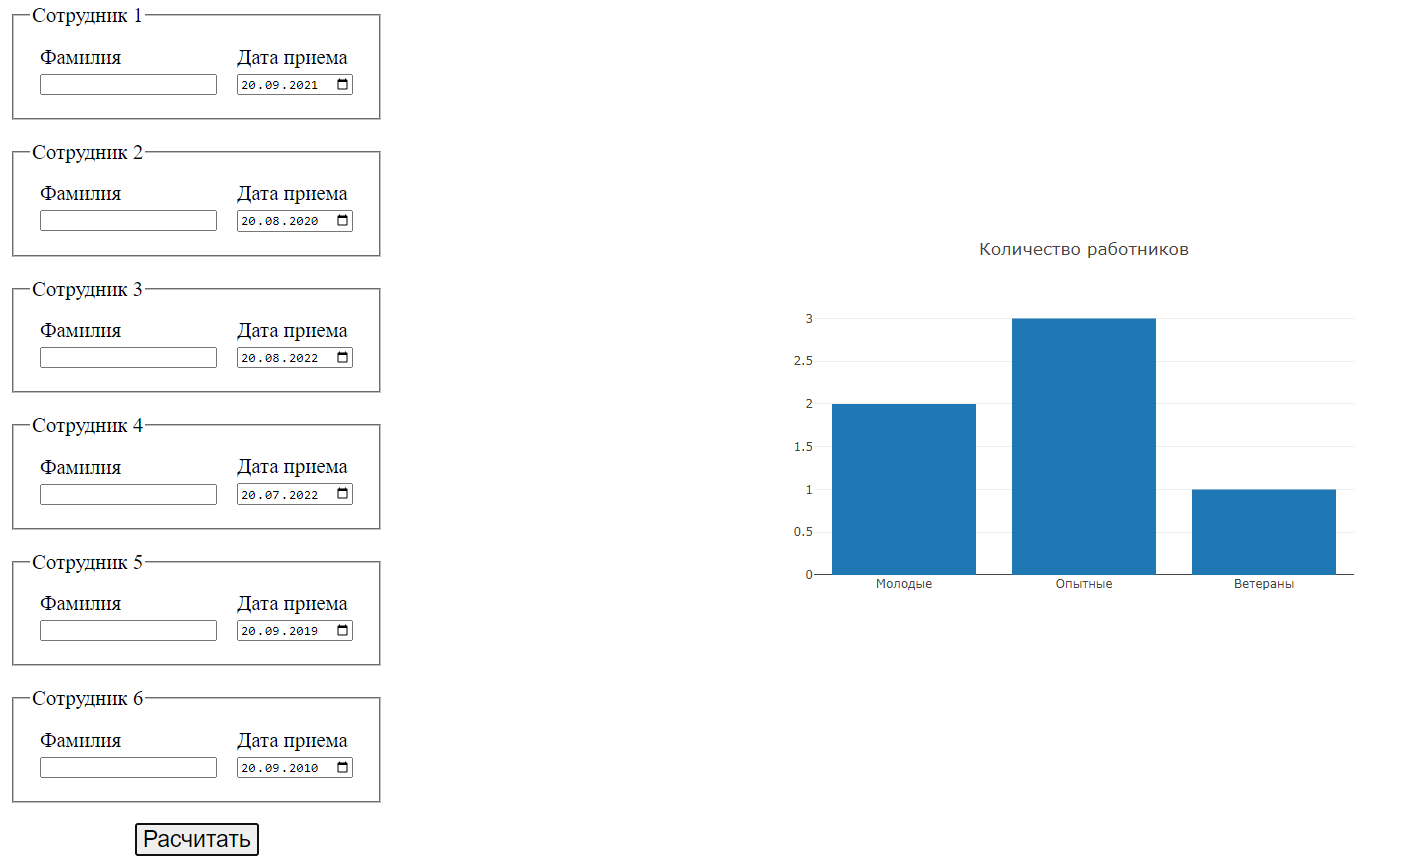 Сотрудник 1
Фамилия Дата приема
20.09.2021
Сотрудник 2
Фамилия Дата приема
20.08.2020
Сотрудник 3
Фамилия Дата приема
20.08.2022
Сотрудник 4
Фамилия Дата приема
20.07.2022
Сотрудник 5
Фамилия Дата приема
20.09.2019
Сотрудник 6
Фамилия Дата приема
20.09.2010
Расчитать
Количество работников
3
2.5
2
1.5
1
0.5
0
Молодые Опытные Ветераны